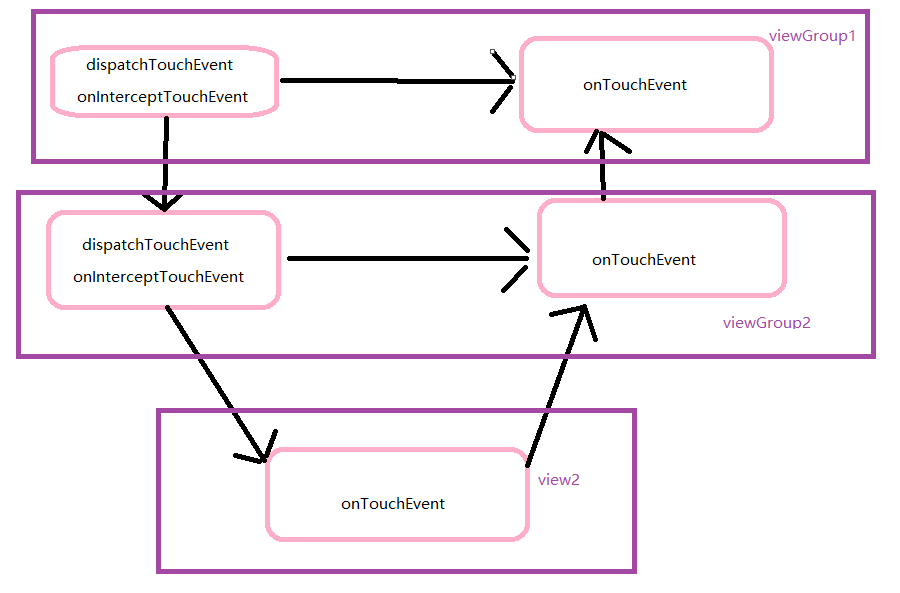 viewGroup1
dispatchTouchEvent
onInterceptTouchEvent
onTouchEvent
dispatchTouchEvent
onInterceptTouchEvent
onTouchEvent
viewGroup2
view2
onTouchEvent